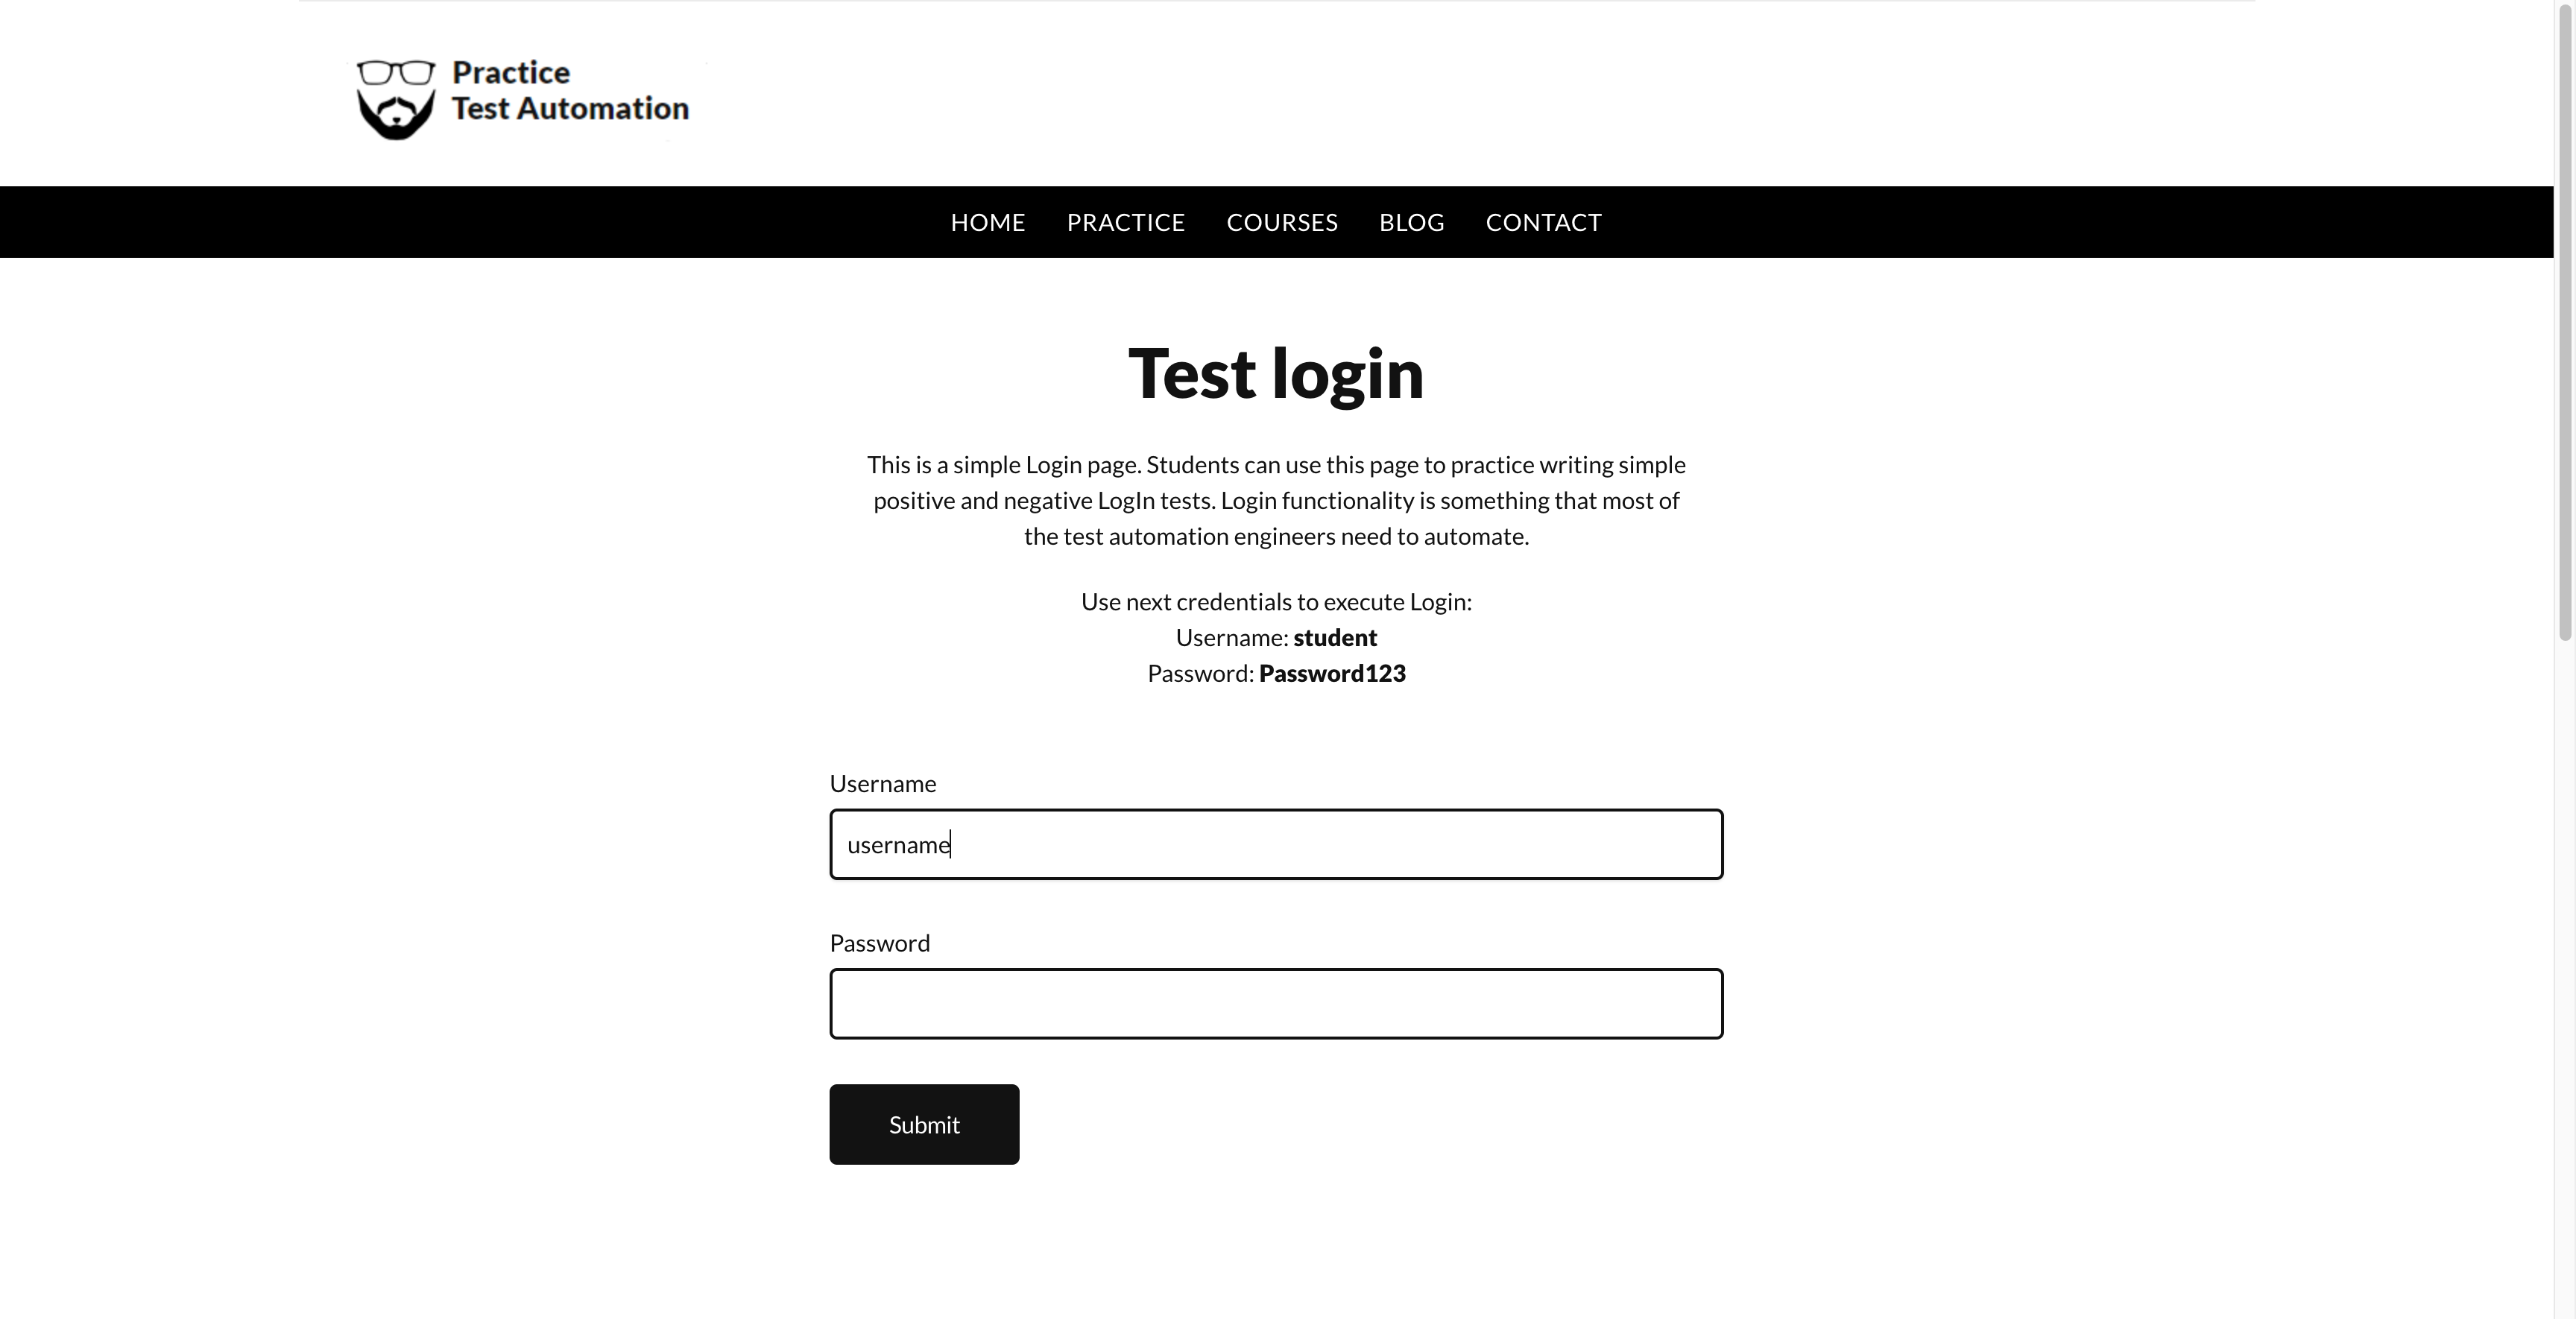 Practice
Test Automation
HOME PRACTICE COURSES BLOG CONTACT
Test login
This is a simple Login page. Students can use this page to practice writing simple
positive and negative LogIn tests. Login functionality is something that most of
the test automation engineers need to automate.
Use next credentials to execute Login:
Username: student
Password: Password123
Username
username
Password
Submit